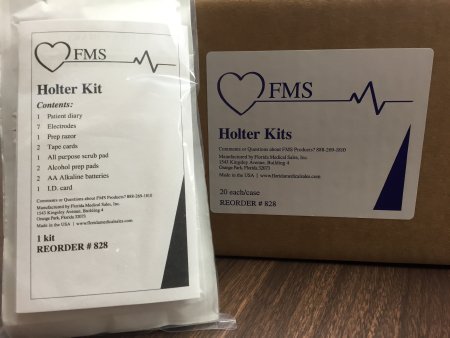 FMS
Holter Kit
Contents:
1 Patient diary
7 Electrodes
1 Prep razor
2 Tape cards
1 All purpose scrub pad
2 Alcohol prep pads
2 AA Alkaline batteries
1 I.D. card
Comments or Questions about FMS Products? 888-269-1810
Manufactured by Florida Medical Sales, Inc.
1543 Kingsley Avenue, Building 4
Orange Park, Florida 32073
Made in the USA | www.floridamedicalsales.com
1 kit
REORDER # 828
FMS
Holter Kits
Comments or Questions about FMS Products? 888-269-1810
Manufactured by Florida Medical Sales, Inc.
1543 Kingsley Avenue, Building 4
Orange Park, Florida 32073
Made in the USA | www.floridamedicalsales.com
20 each/case
REORDER # 828